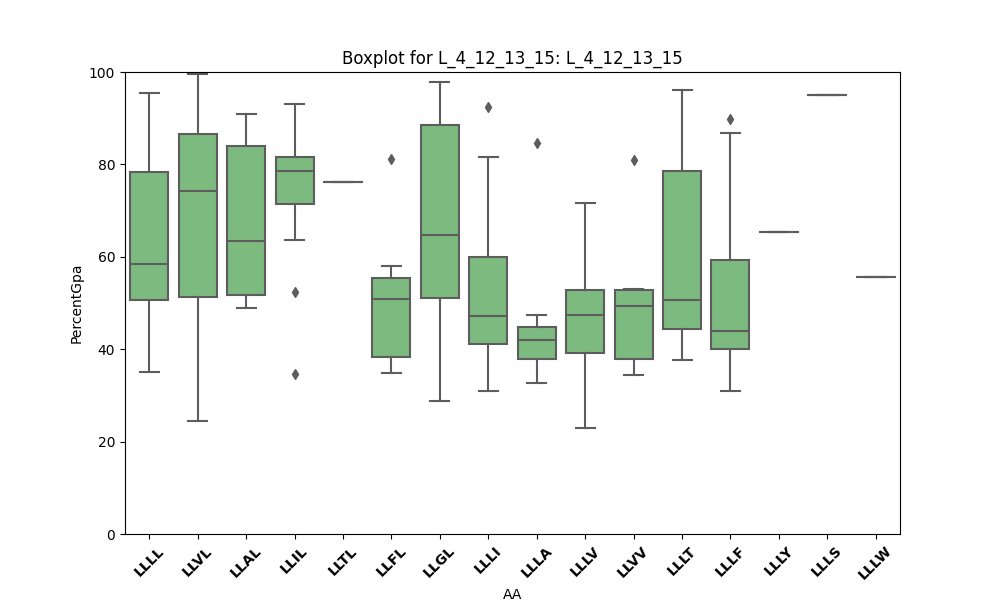 Boxplot for L_4_12_13_15: L_4_12_13_15
PercentGpa
100
80
60
40
20
0
LLLL LLVL LLAL LLIL LLTL LLFL LLGL LLLI LLLA LLLV LLVV LLLT LLLF LLLY LLLS LLLW
AA